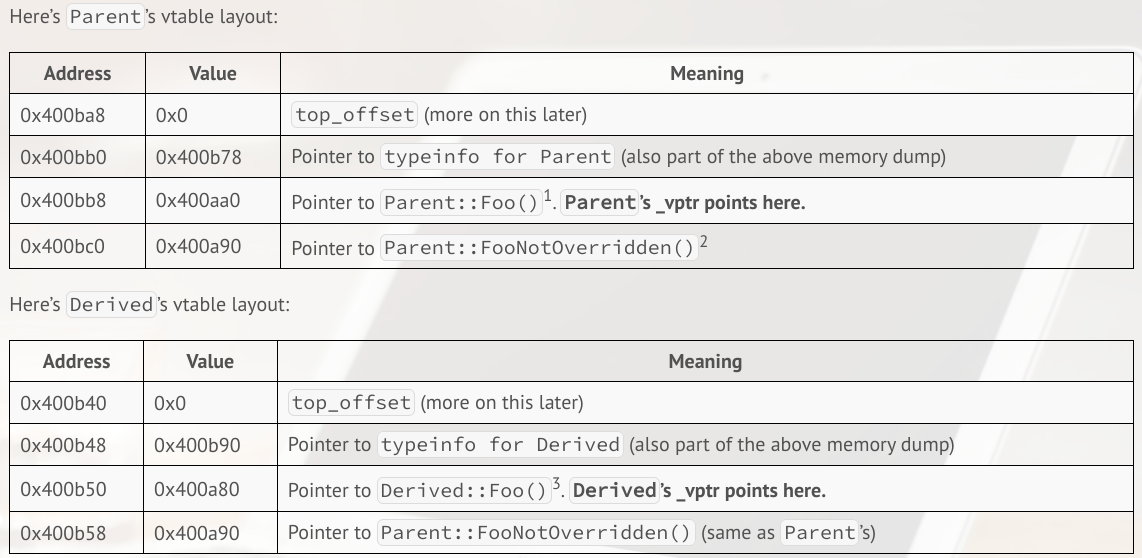 Here’s Parent’s vtable layout:
Address Value Meaning
0x400ba8 0x0 top_offset (more on this later)
0x400bb0 0x400b78 Pointer to typeinfo for Parent (also part of the above memory dump)
0x400bb8 0x400aa0 Pointer to Parent::Foo()1. Parent’s _vptr points here.
0x400bc0 0x400a90 Pointer to Parent::FooNotOverridden()2
Here’s Derived’s vtable layout:
Address Value Meaning
0x400b40 0x0 top_offset (more on this later)
0x400b48 0x400b90 Pointer to typeinfo for Derived (also part of the above memory dump)
0x400b50 0x400a80 Pointer to Derived::Foo()3. Derived’s _vptr points here.
0x400b58 0x400a90 Pointer to Parent::FooNotOverridden() (same as Parent’s)